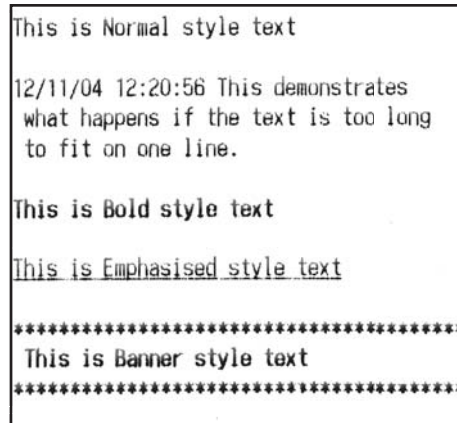 This is Normal style text
12/11/04 12:20:56 This demonstrates
what happens if the text is too long
to fit on one line.
This is Bold style text
This is Emphasised style text
****************************************
This is Banner style text
****************************************